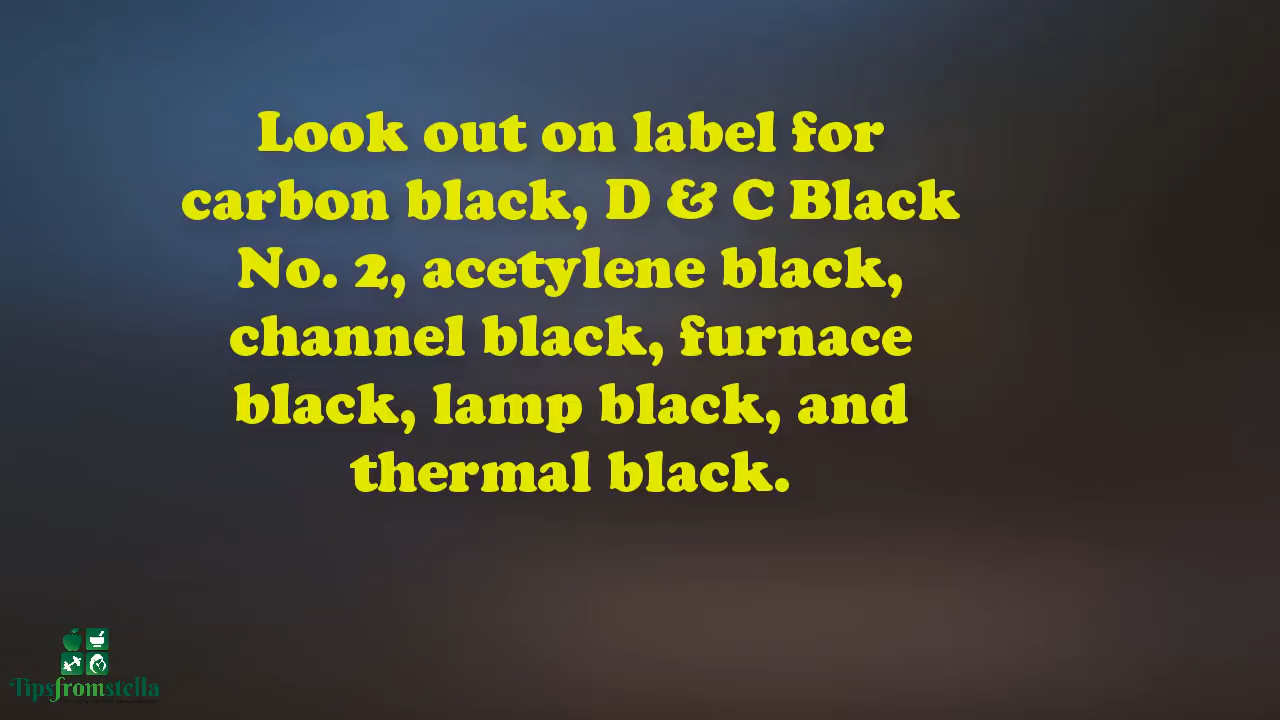 Look out on label for
carbon black, D & C Black
No. 2, acetylene black,
channel black, furnace
black, lamp black, and
thermal black.
Tipsfromstella